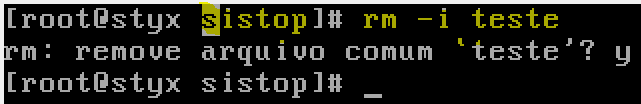 [root@styx sistop]# rm -i teste
rm: remove arquivo comum `teste'? y
[root@styx sistop]# _